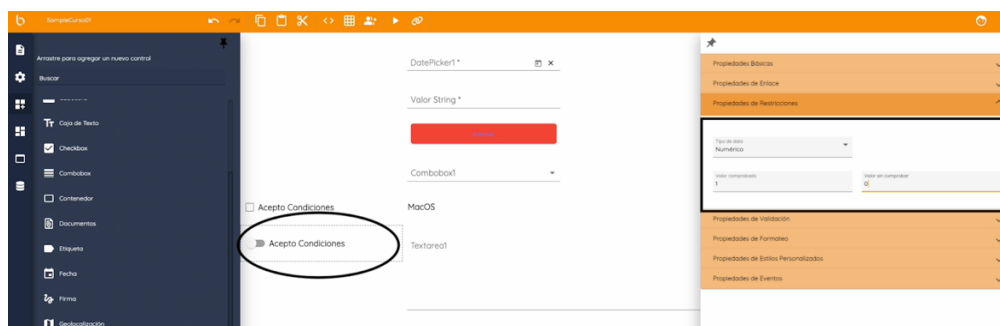 SampleCurso01
Arrastre para agregar un nuevo control
Buscar
Caja de Texto
Checkbox
Combobox
Contenedor
Documentos
Etiqueta
Fecha
Firma
Geolocalización
DatePicker1 *
Valor String *
Combobox1
Acepto Condiciones
MacOS
Acepto Condiciones
Textarea1
Propiedades Básicas
Propiedades de Enlace
Propiedades de Restricciones
Tipo de dato
Numérico
Valor comprobado
1
Valor sin comprobar
0
Propiedades de Validación
Propiedades de Formateo
Propiedades de Estilos Personalizados
Propiedades de Eventos